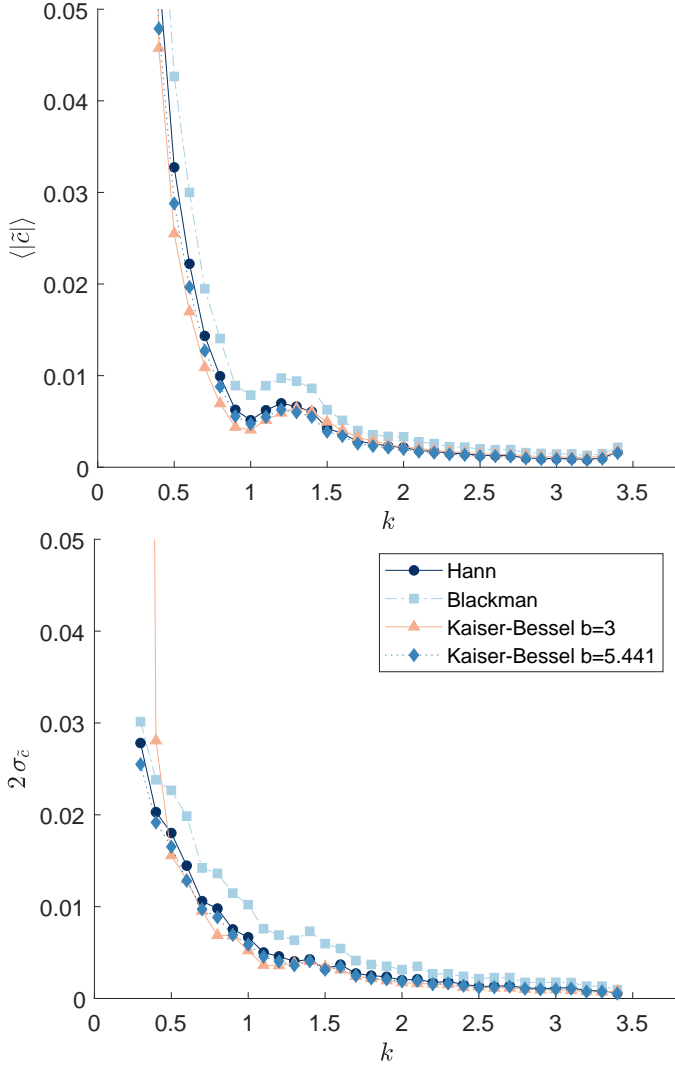 0.05
0.04
0.03
0.02
0.01
0
⟨|c̃|⟩
0 0.5 1 1.5 2 2.5 3 3.5
k
0.05
0.04
0.03
0.02
0.01
0
2 σ_c̃
Hann
Blackman
Kaiser-Bessel b=3
Kaiser-Bessel b=5.441
0 0.5 1 1.5 2 2.5 3 3.5
k